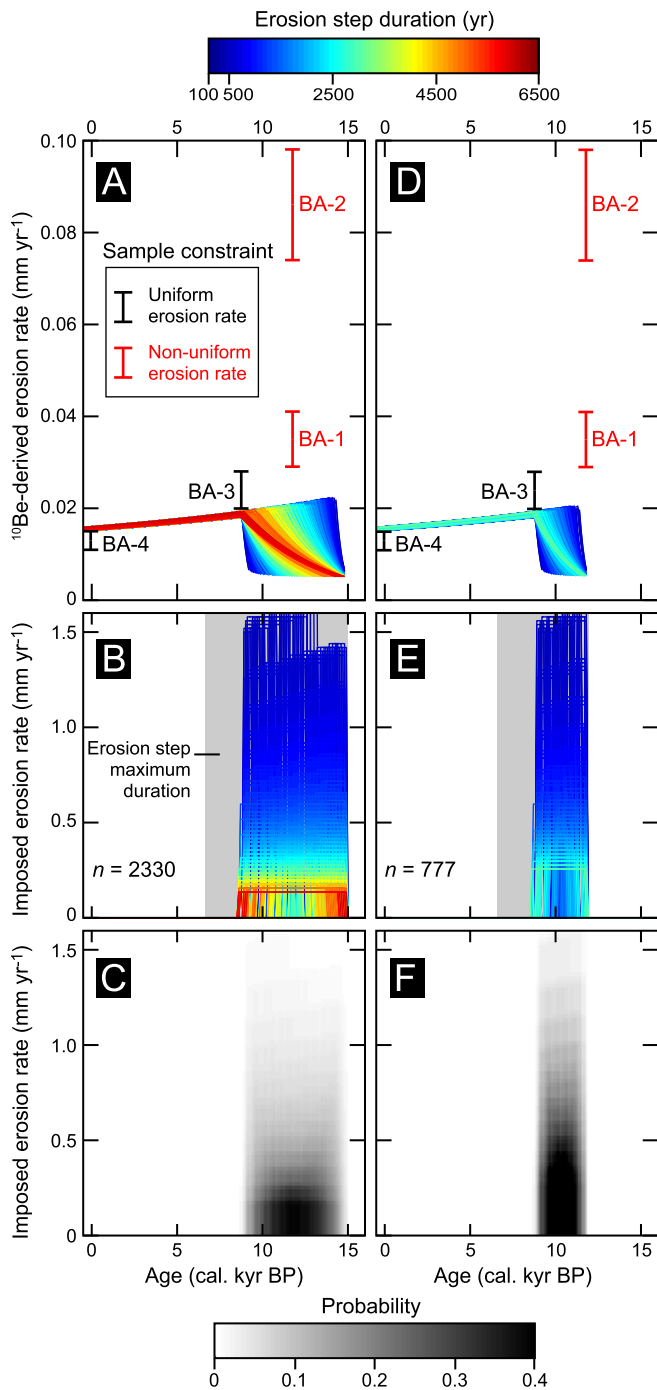 Erosion step duration (yr)
100 500 2500 4500 6500
0 5 10 15 0 5 10 15
A
D
BA-2
BA-2
Sample constraint
Uniform
erosion rate
Non-uniform
erosion rate
BA-1
BA-1
BA-3
BA-3
BA-4
BA-4
0.10
0.08
0.06
0.04
0.02
0
¹⁰Be-derived erosion rate (mm yr⁻¹)
B
E
Erosion step
maximum
duration
n = 2330
n = 777
1.5
1.0
0.5
0
Imposed erosion rate (mm yr⁻¹)
C
F
1.5
1.0
0.5
0
Imposed erosion rate (mm yr⁻¹)
0 5 10 15 0 5 10 15
Age (cal. kyr BP) Age (cal. kyr BP)
Probability
0 0.1 0.2 0.3 0.4